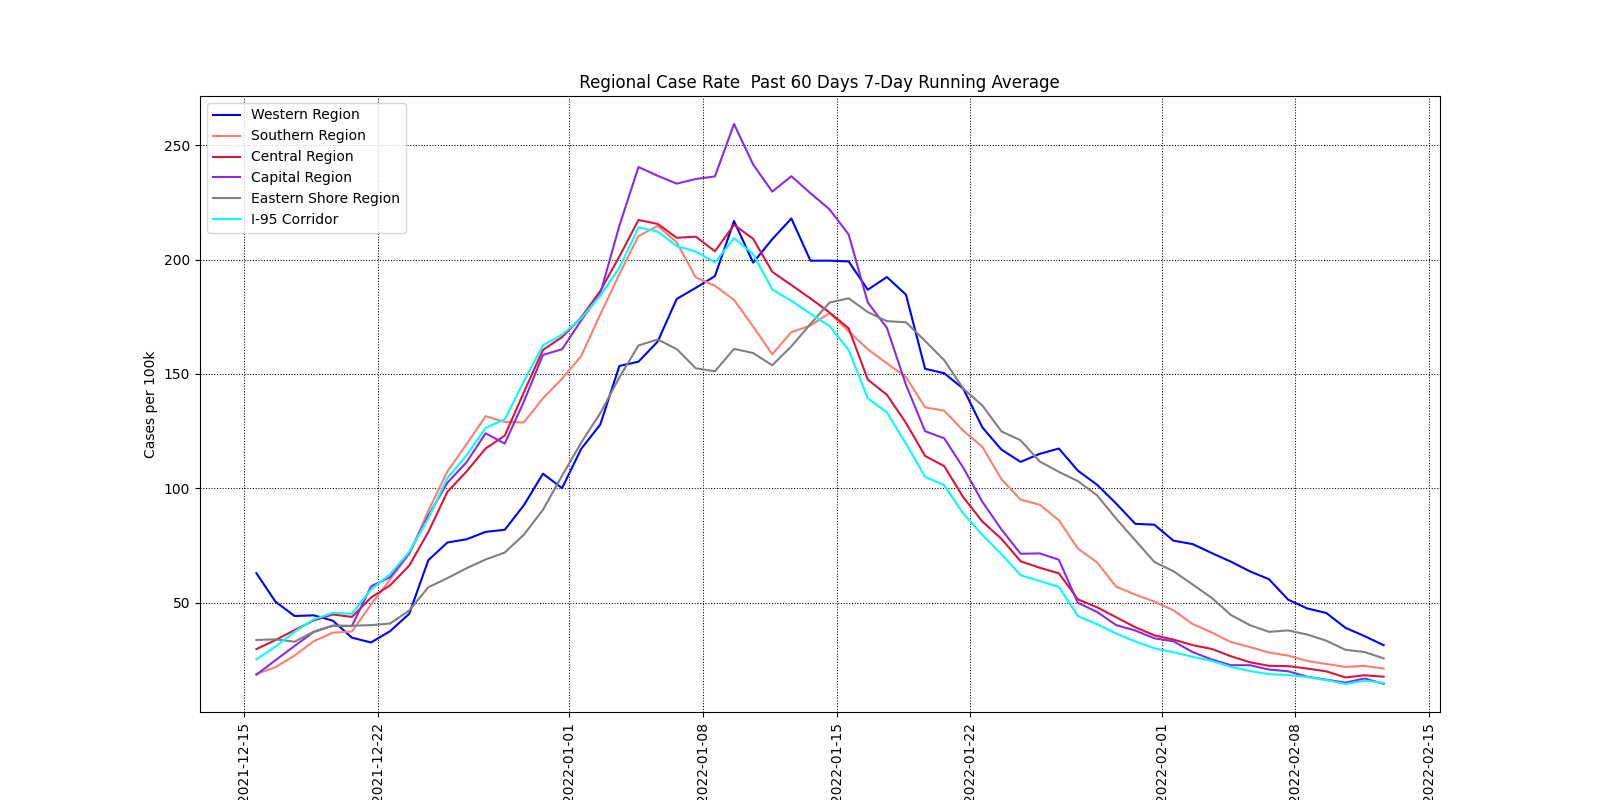 Regional Case Rate  Past 60 Days 7-Day Running Average
Western Region
Southern Region
Central Region
Capital Region
Eastern Shore Region
I-95 Corridor
Cases per 100k
250
200
150
100
50
2021-12-15
2021-12-22
2022-01-01
2022-01-08
2022-01-15
2022-01-22
2022-02-01
2022-02-08
2022-02-15